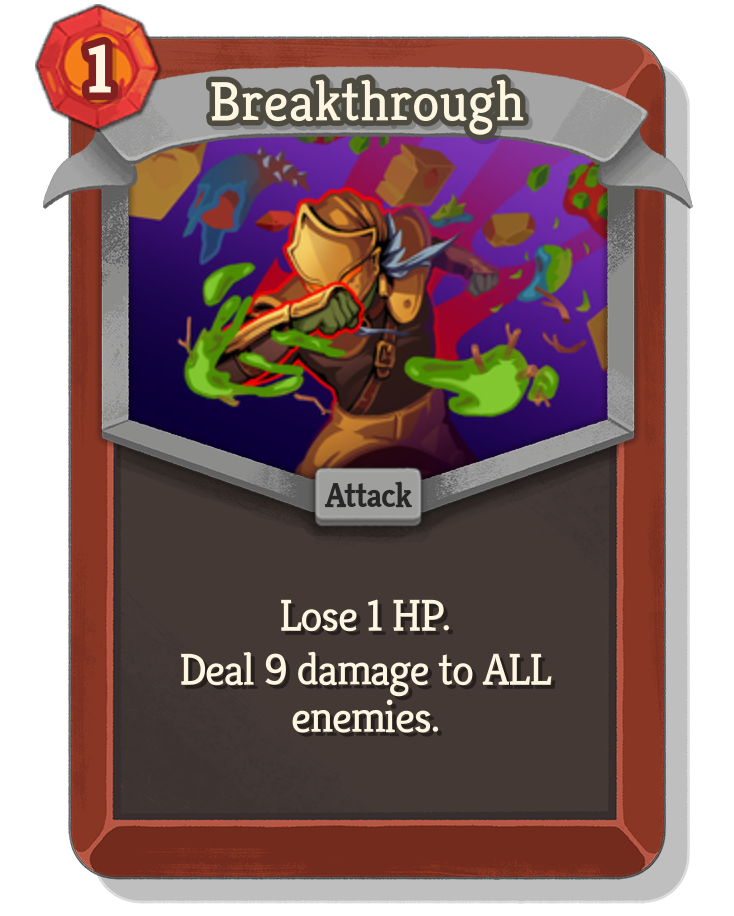 1
Breakthrough
Attack
Lose 1 HP.
Deal 9 damage to ALL
enemies.